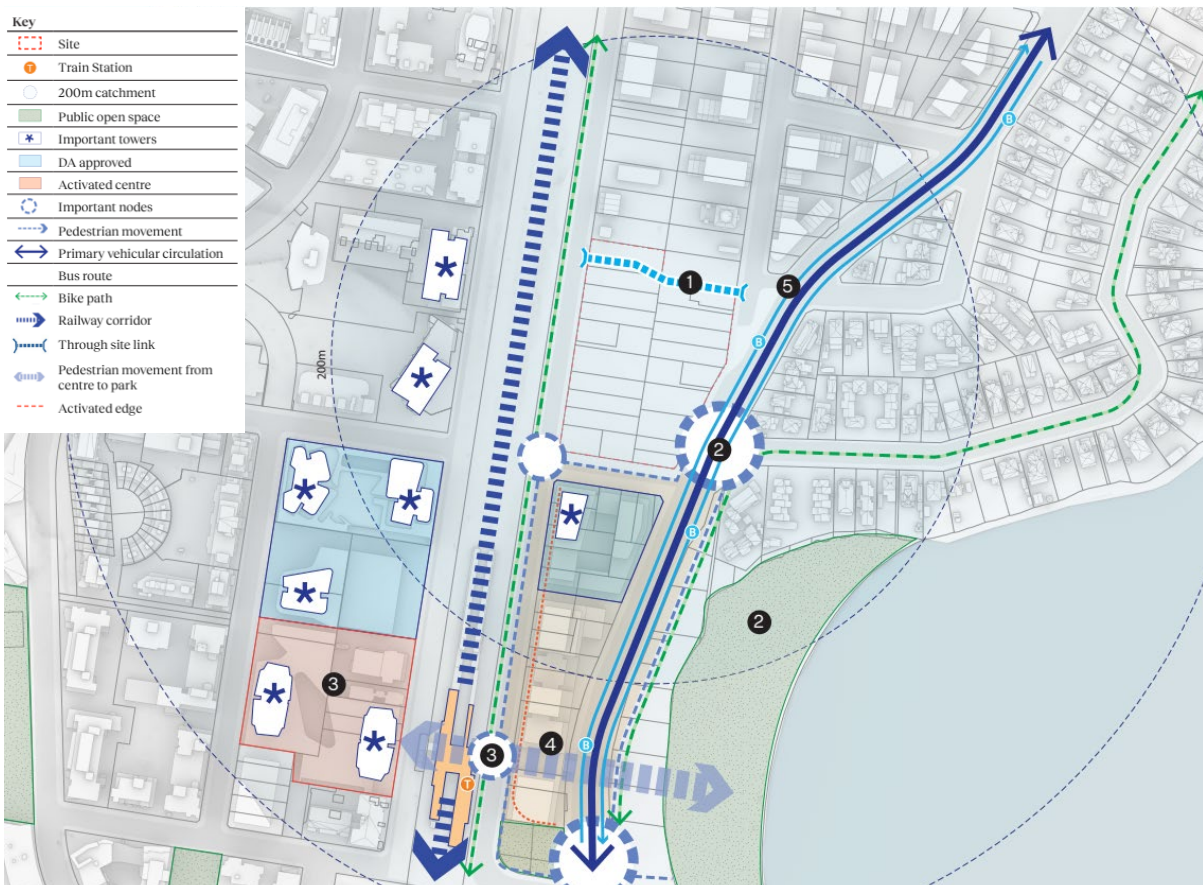 Key
Site
T Train Station
200m catchment
Public open space
Important towers
DA approved
Activated centre
Important nodes
Pedestrian movement
Primary vehicular circulation
Bus route
Bike path
Railway corridor
Through site link
Pedestrian movement from
centre to park
Activated edge
B
1
5
B
200m
2
B
2
3
3
4
B
T